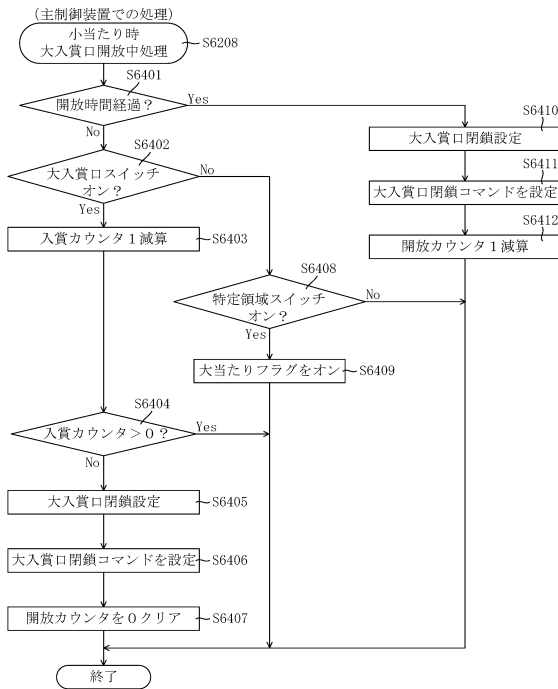 (主制御装置での処理)
小当たり時
大入賞口開放中処理
S6208
S6401
開放時間経過？
Yes
No
S6402
大入賞口スイッチ
オン？
No
Yes
入賞カウンタ１減算
S6403
S6410
大入賞口閉鎖設定
S6411
大入賞口閉鎖コマンドを設定
S6412
開放カウンタ１減算
S6408
特定領域スイッチ
オン？
No
Yes
大当たりフラグをオン
S6409
S6404
入賞カウンタ＞０？
Yes
No
大入賞口閉鎖設定
S6405
大入賞口閉鎖コマンドを設定
S6406
開放カウンタを０クリア
S6407
終了